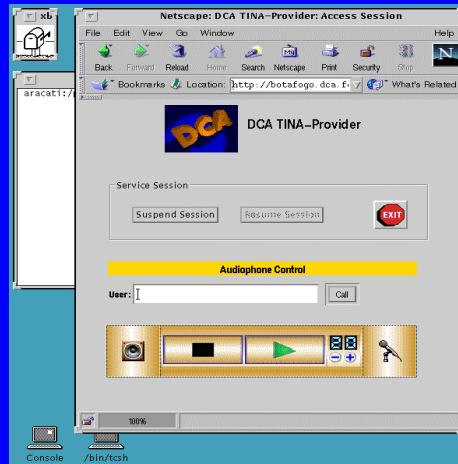 xb
Netscape: DCA TINA-Provider: Access Session
File Edit View Go Window Help
Back Forward Reload Home Search Netscape Print Security Stop
My
N
Bookmarks Location: http://botafogo.dca.f What's Related
aracati:/
DCA
DCA TINA-Provider
Service Session
Suspend Session Resume Session EXIT
Audiophone Control
User: Call
100%
Console /bin/tcsh